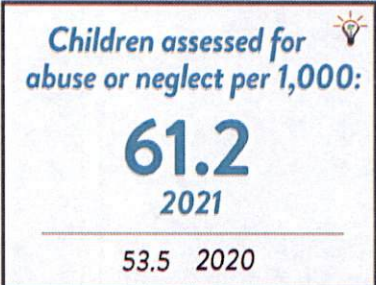 Children assessed for
abuse or neglect per 1,000:
61.2
2021
53.5 2020